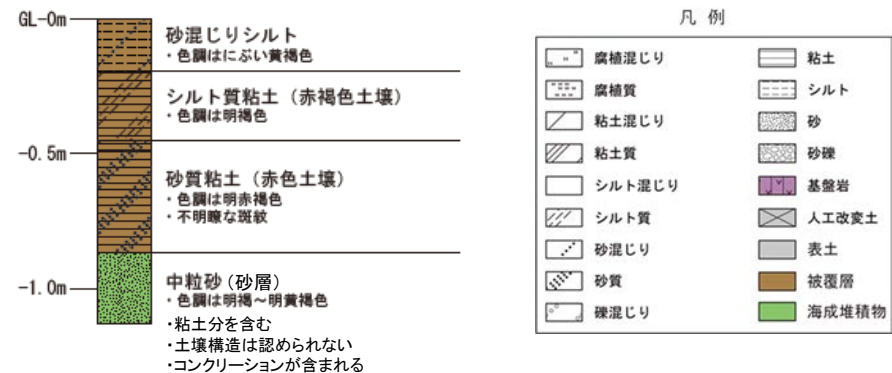 GL-0m
砂混じりシルト
・色調はにぶい黄褐色
シルト質粘土（赤褐色土壌）
・色調は明褐色
-0.5m
砂質粘土（赤色土壌）
・色調は明赤褐色
・不明瞭な斑紋
-1.0m
中粒砂（砂層）
・色調は明褐～明黄褐色
・粘土分を含む
・土壌構造は認められない
・コンクリーションが含まれる
凡 例
腐植混じり
腐植質
粘土混じり
粘土質
シルト混じり
シルト質
砂混じり
砂質
礫混じり
粘土
シルト
砂
砂礫
基盤岩
人工改変土
表土
被覆層
海成堆積物